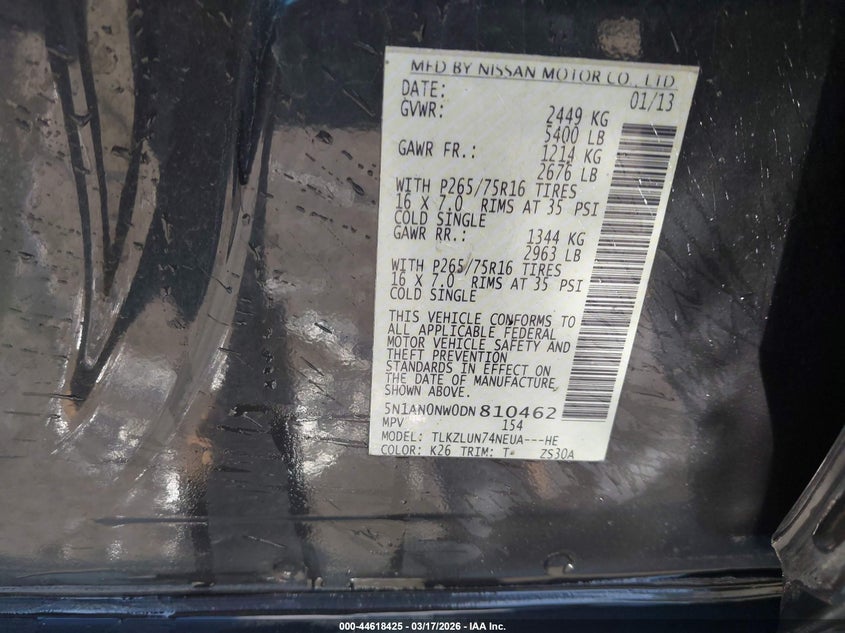 MFD BY NISSAN MOTOR CO., LTD
DATE: 01/13
GVWR: 2449 KG
5400 LB
GAWR FR.: 1214 KG
2676 LB
WITH P265/75R16 TIRES
16 X 7.0 RIMS AT 35 PSI
COLD SINGLE
GAWR RR.: 1344 KG
2963 LB
WITH P265/75R16 TIRES
16 X 7.0 RIMS AT 35 PSI
COLD SINGLE
THIS VEHICLE CONFORMS TO
ALL APPLICABLE FEDERAL
MOTOR VEHICLE SAFETY AND
THEFT PREVENTION
STANDARDS IN EFFECT ON
THE DATE OF MANUFACTURE
SHOWN ABOVE.
5N1AN0NW0DN810462
MPV 154
MODEL: TLKZLUN74NEUA---HE
COLOR: K26 TRIM: T* ZS30A
000-44618425 | 03/17/2026 – IAA Inc.